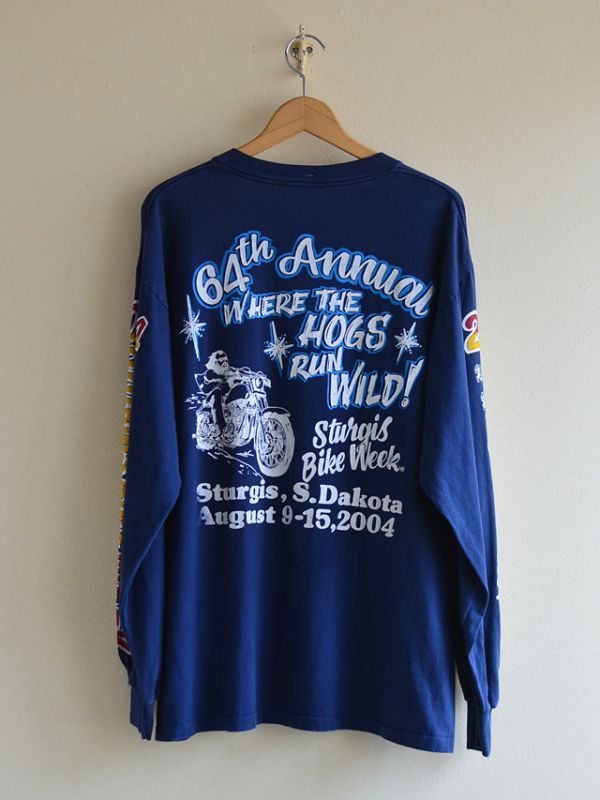 64th Annual
WHERE THE
HOGS
RUN
WILD!
Sturgis
Bike Week®
Sturgis, S.Dakota
August 9-15,2004